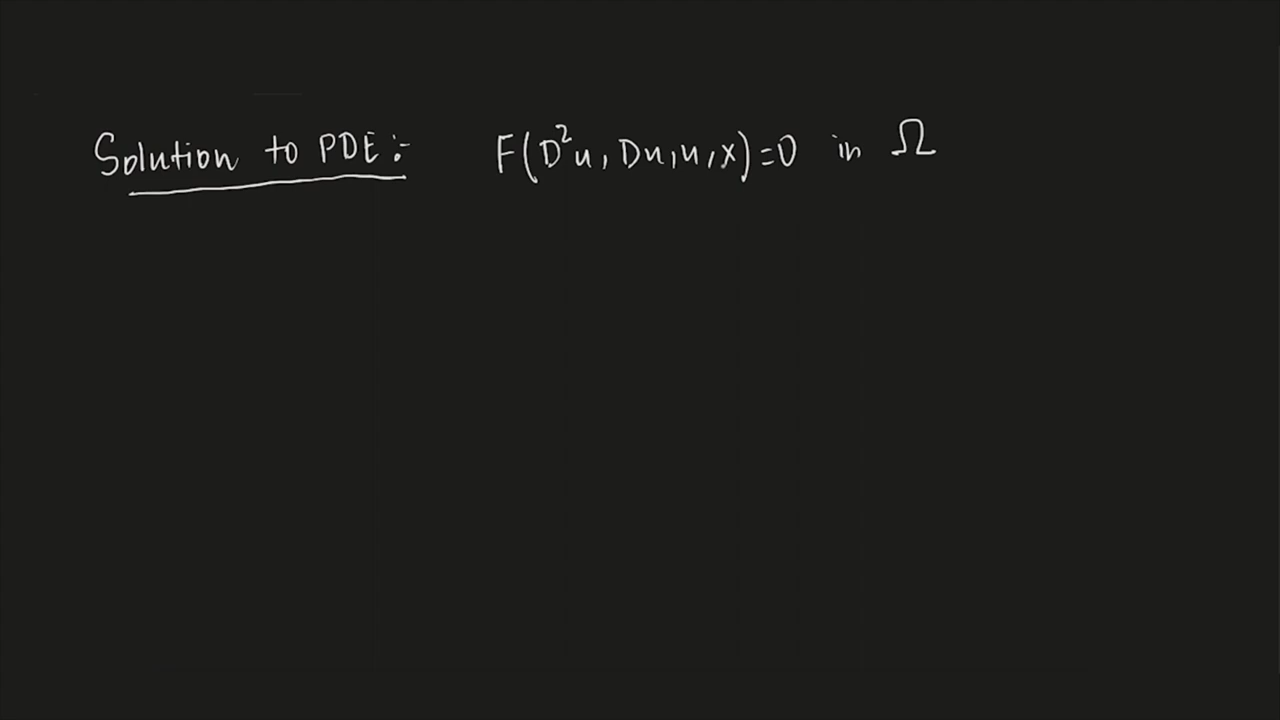 Solution to PDE:- F(D²u, Du, u, x)=0 in Ω